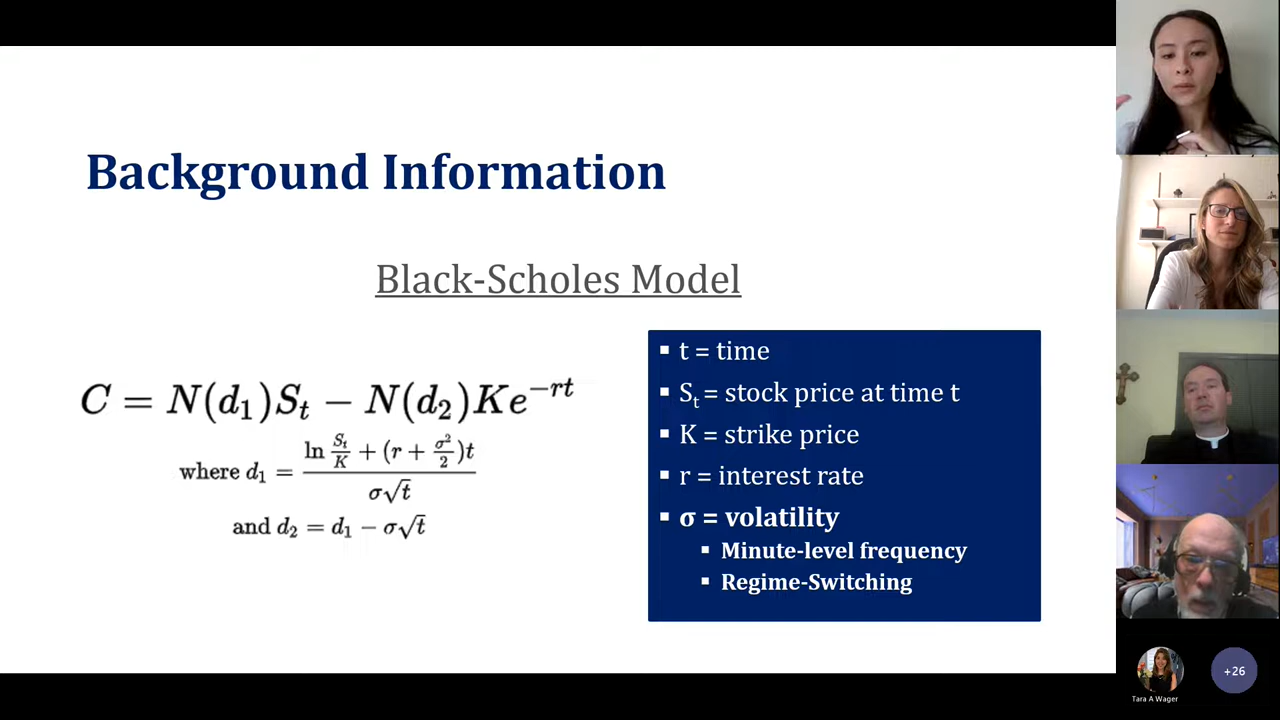 Background Information
Black-Scholes Model
C = N(d₁)Sₜ − N(d₂)Ke⁻ʳᵗ
where d₁ = (ln Sₜ/K + (r + σ²/2)t) / σ√t
and d₂ = d₁ − σ√t
▪ t = time
▪ Sₜ = stock price at time t
▪ K = strike price
▪ r = interest rate
▪ σ = volatility
▪ Minute-level frequency
▪ Regime-Switching
Tara A Wager
+26